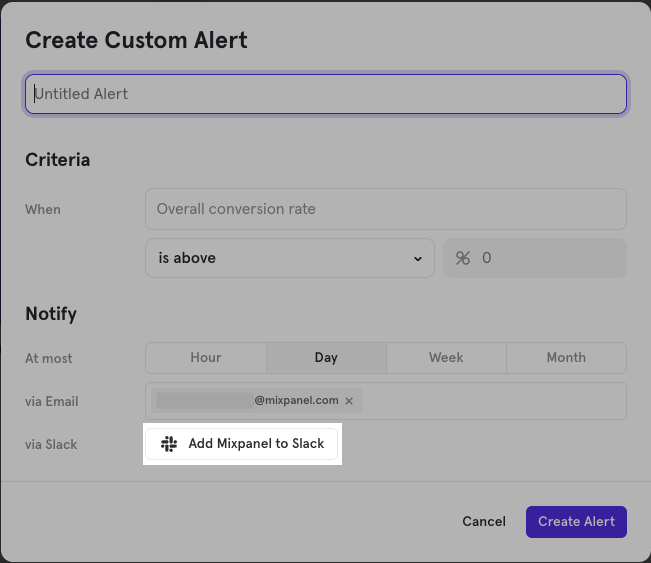 Create Custom Alert
Untitled Alert
Criteria
When Overall conversion rate
is above % 0
Notify
At most Hour Day Week Month
via Email @mixpanel.com ×
via Slack Add Mixpanel to Slack
Cancel Create Alert